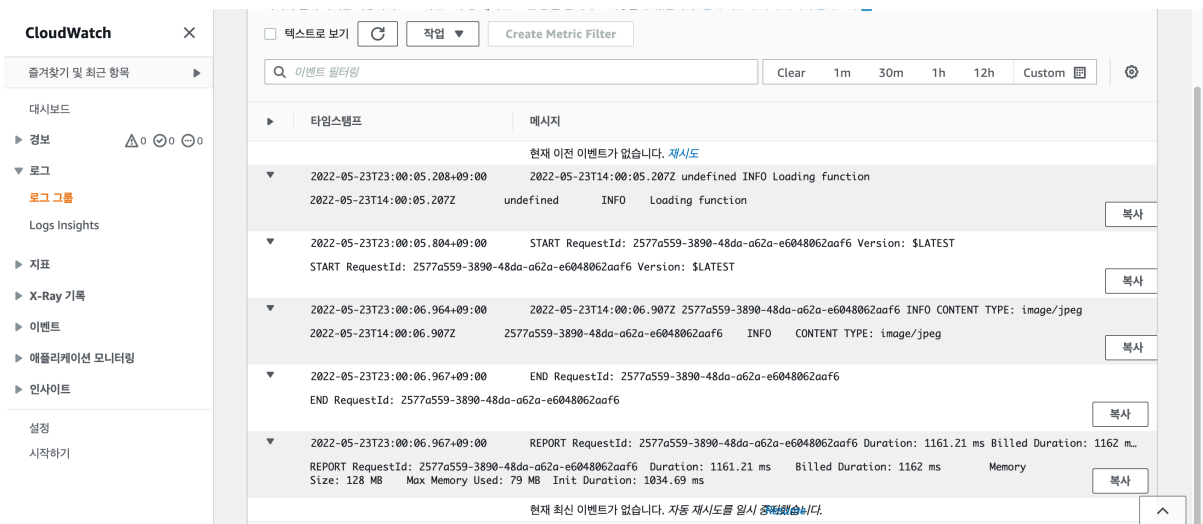 CloudWatch
즐겨찾기 및 최근 항목
대시보드
경보
0 0 0
로그
로그 그룹
Logs Insights
지표
X-Ray 기록
이벤트
애플리케이션 모니터링
인사이트
설정
시작하기
텍스트로 보기
작업
Create Metric Filter
이벤트 필터링
Clear 1m 30m 1h 12h Custom
타임스탬프 메시지
현재 이전 이벤트가 없습니다. 재시도
2022-05-23T23:00:05.208+09:00 2022-05-23T14:00:05.207Z undefined INFO Loading function
2022-05-23T14:00:05.207Z undefined INFO Loading function
복사
2022-05-23T23:00:05.804+09:00 START RequestId: 2577a559-3890-48da-a62a-e6048062aaf6 Version: $LATEST
START RequestId: 2577a559-3890-48da-a62a-e6048062aaf6 Version: $LATEST
복사
2022-05-23T23:00:06.964+09:00 2022-05-23T14:00:06.907Z 2577a559-3890-48da-a62a-e6048062aaf6 INFO CONTENT TYPE: image/jpeg
2022-05-23T14:00:06.907Z 2577a559-3890-48da-a62a-e6048062aaf6 INFO CONTENT TYPE: image/jpeg
복사
2022-05-23T23:00:06.967+09:00 END RequestId: 2577a559-3890-48da-a62a-e6048062aaf6
END RequestId: 2577a559-3890-48da-a62a-e6048062aaf6
복사
2022-05-23T23:00:06.967+09:00 REPORT RequestId: 2577a559-3890-48da-a62a-e6048062aaf6 Duration: 1161.21 ms Billed Duration: 1162 m…
REPORT RequestId: 2577a559-3890-48da-a62a-e6048062aaf6 Duration: 1161.21 ms Billed Duration: 1162 ms Memory
Size: 128 MB Max Memory Used: 79 MB Init Duration: 1034.69 ms
복사
현재 최신 이벤트가 없습니다. 자동 재시도를 일시